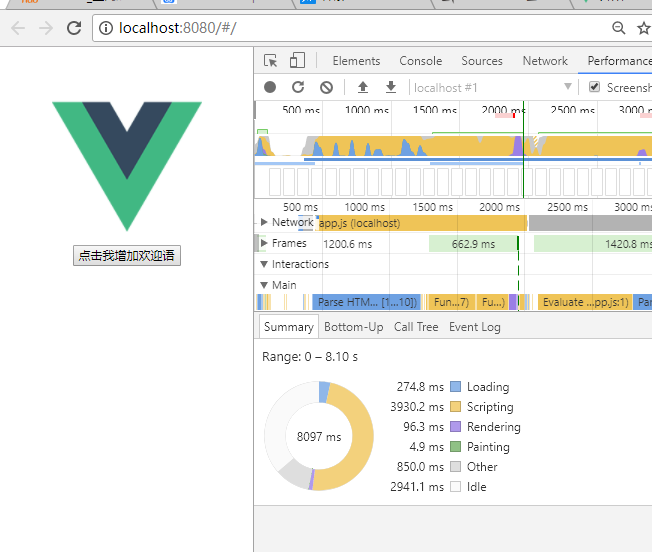 localhost:8080/#/
Elements Console Sources Network Performance
localhost #1 Screensh
500 ms 1000 ms 1500 ms 2000 ms 2500 ms 3000 ms
500 ms 1000 ms 1500 ms 2000 ms 2500 ms 3000 ms
Network app.js (localhost)
Frames 1200.6 ms 662.9 ms 1420.8 ms
Interactions
Main
Parse HTM... [1...10]) Fun...7) Fu...) Evaluate ...pp.js:1) Par
点击我增加欢迎语
Summary Bottom-Up Call Tree Event Log
Range: 0 – 8.10 s
8097 ms
274.8 ms Loading
3930.2 ms Scripting
96.3 ms Rendering
4.9 ms Painting
850.0 ms Other
2941.1 ms Idle